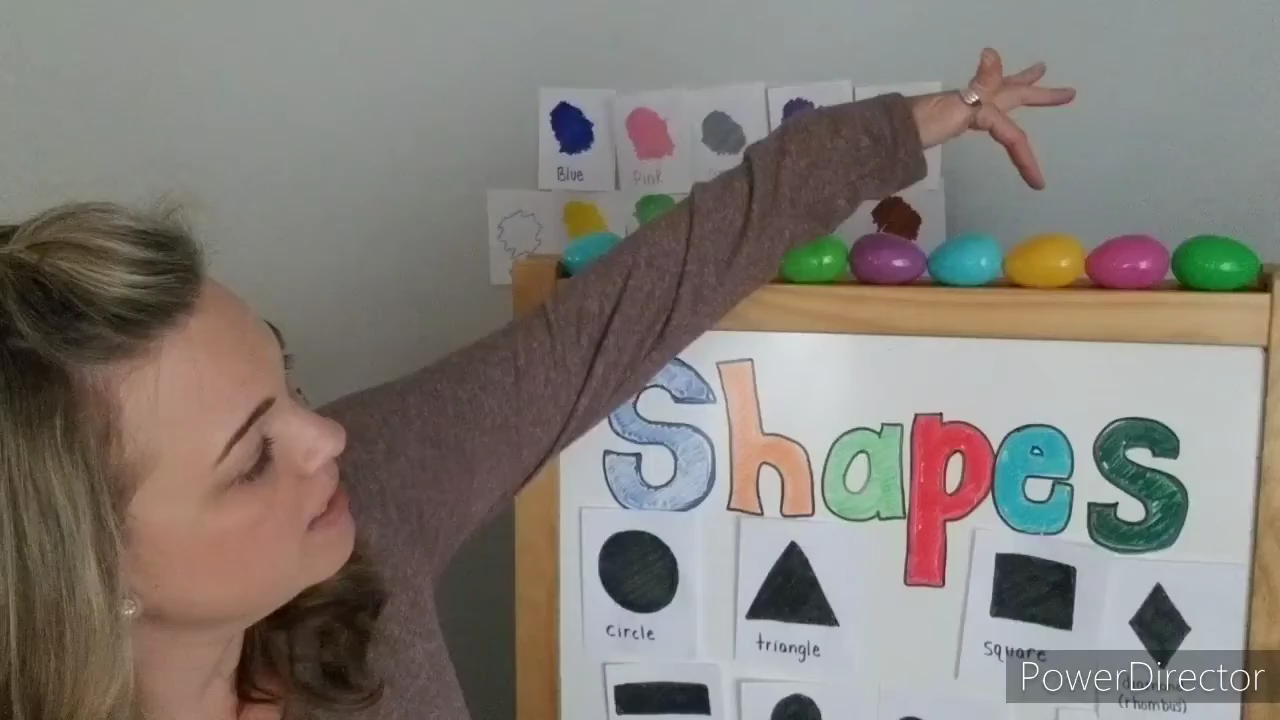 Blue
Pink
Shapes
circle
triangle
square
(rhombus)
PowerDirector